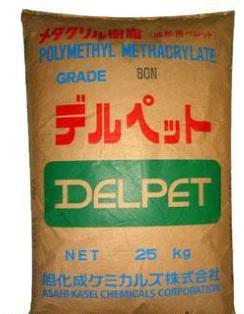 メタクリル樹脂 (成形用ペレット)
POLYMETHYL METHACRYLATE
GRADE 80N
デルペット
DELPET
NET 25 kg
旭化成ケミカルズ株式会社
ASAHI KASEI CHEMICALS CORPORATION